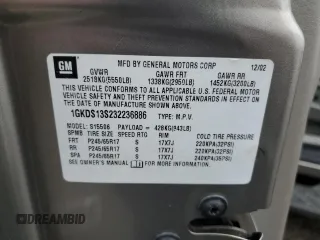 GM
MFD BY GENERAL MOTORS CORP 12/02
GVWR GAWR FRT GAWR RR
2519KG(5550LB) 1338KG(2950LB) 1452KG(3200LB)
THIS VEHICLE CONFORMS TO ALL APPLICABLE U.S. FEDERAL MOTOR
VEHICLE SAFETY AND THEFT PREVENTION STANDARDS IN EFFECT ON
THE DATE OF MANUFACTURE SHOWN ABOVE.
1GKDS13S232236886 TYPE: M.P.V.
MODEL: S15506 PAYLOAD = 428KG(943LB)
SPMB TIRE SIZE SPEED RTG RIM COLD TIRE PRESSURE
FRT P245/65R17 S 17X7J 220KPA(32PSI)
RR P245/65R17 S 17X7J 220KPA(32PSI)
SPA P245/65R17 S 17X7J 240KPA(35PSI)
SEE OWNER'S MANUAL FOR ADDITIONAL INFORMATION.
DREAMBID AUTO AUCTION